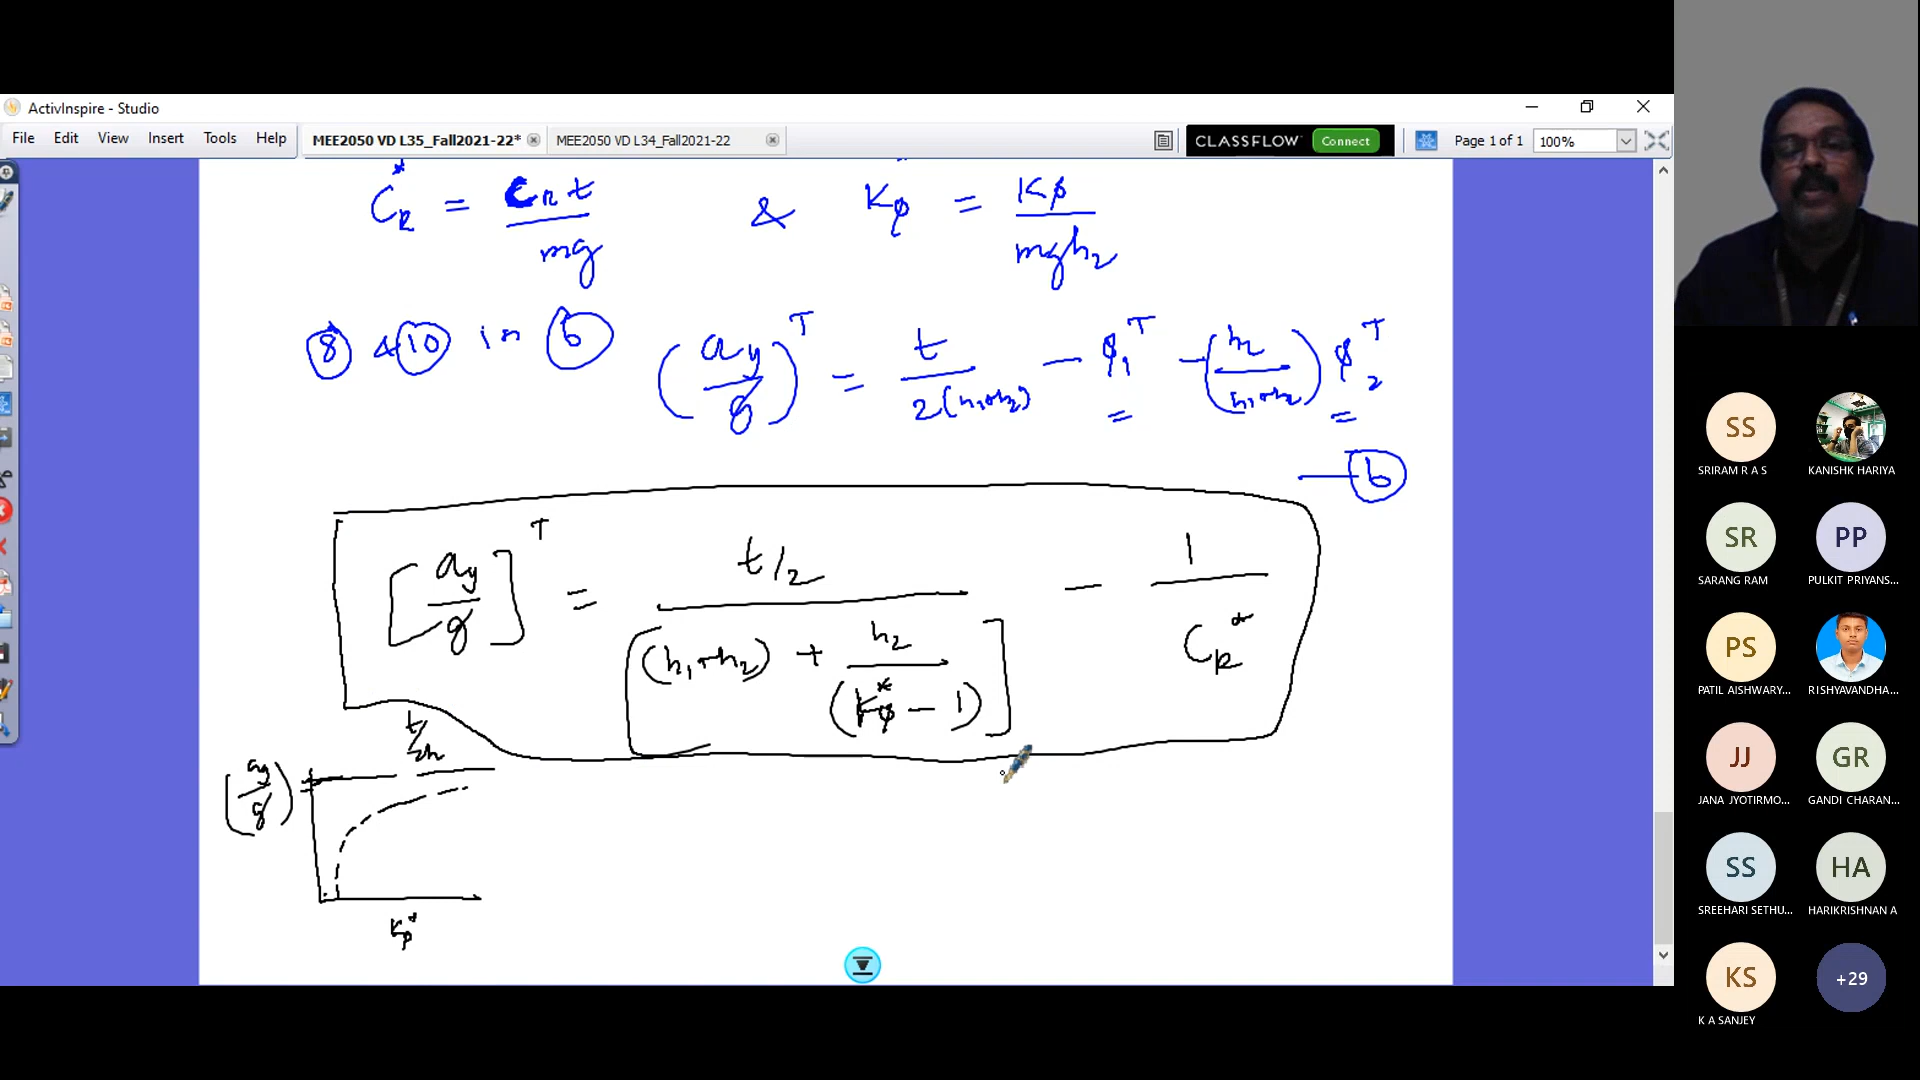 ActivInspire - Studio
File Edit View Insert Tools Help
MEE2050 VD L35_Fall2021-22* MEE2050 VD L34_Fall2021-22
CLASSFLOW Connect
Page 1 of 1 100%
C_R^* = C_R t / mg & K_φ^* = K_φ / mgh_2
8 & 10 in 6 (a_y / g)^T = t / 2(h_1+h_2) - φ_1^T - (h_2 / h_1+h_2) φ_2^T
— 6
[a_y / g]^T = t/2 / [(h_1+h_2) + h_2 / (K_φ^* - 1)] - 1 / C_R^*
t/2h
(a_y / g)
K_φ^*
SS
SRIRAM R A S
KANISHK HARIYA
SR
SARANG RAM
PP
PULKIT PRIYANS...
PS
PATIL AISHWARY...
RISHYAVANDHA...
JJ
JANA JYOTIRMO...
GR
GANDI CHARAN...
SS
SREEHARI SETHU...
HA
HARIKRISHNAN A
KS
K A SANJEY
+29